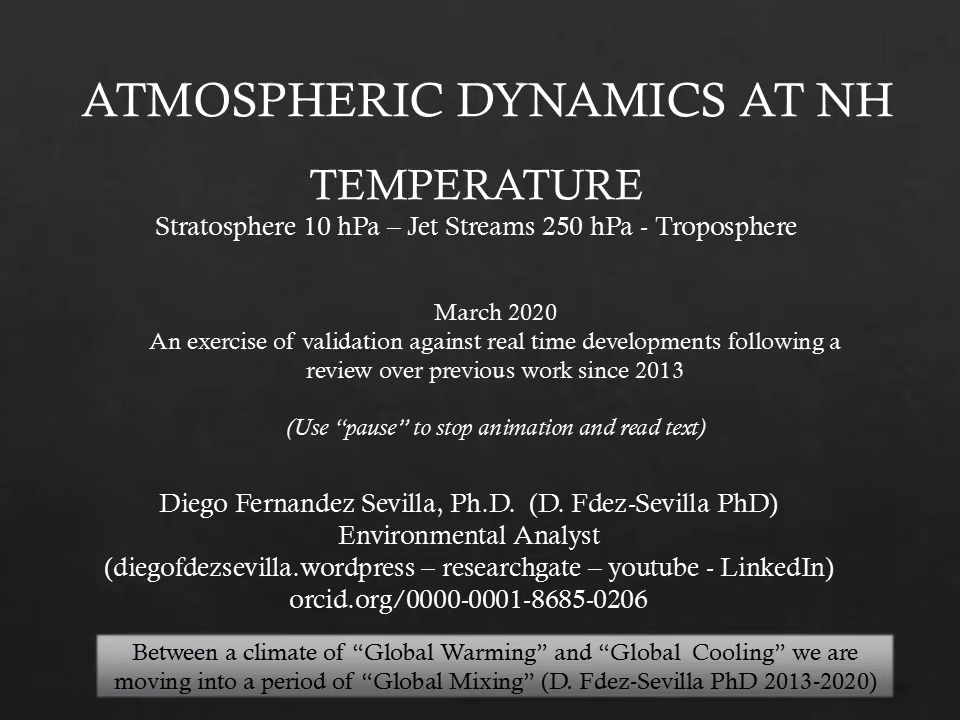 ATMOSPHERIC DYNAMICS AT NH
TEMPERATURE
Stratosphere 10 hPa – Jet Streams 250 hPa - Troposphere
March 2020
An exercise of validation against real time developments following a
review over previous work since 2013
(Use “pause” to stop animation and read text)
Diego Fernandez Sevilla, Ph.D. (D. Fdez-Sevilla PhD)
Environmental Analyst
(diegofdezsevilla.wordpress – researchgate – youtube - LinkedIn)
orcid.org/0000-0001-8685-0206
Between a climate of “Global Warming” and “Global Cooling” we are
moving into a period of “Global Mixing” (D. Fdez-Sevilla PhD 2013-2020)